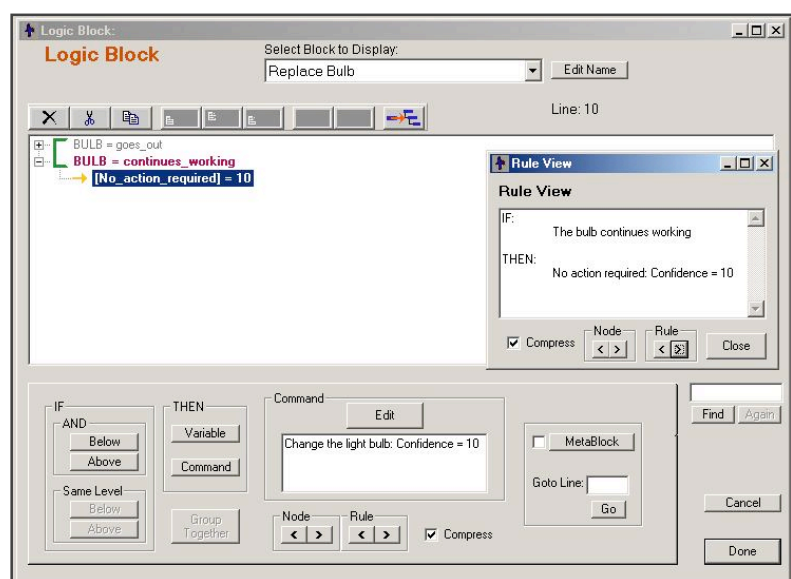 Logic Block:
Logic Block
Select Block to Display:
Replace Bulb
Edit Name
Line: 10
BULB = goes_out
BULB = continues_working
[No_action_required] = 10
Rule View
Rule View
IF:
The bulb continues working
THEN:
No action required: Confidence = 10
Compress
Node
< >
Rule
< >
Close
IF
AND
Below
Above
Same Level
Below
Above
THEN
Variable
Command
Group
Together
Command
Edit
Change the light bulb: Confidence = 10
Node
< >
Rule
< >
Compress
MetaBlock
Goto Line:
Go
Find
Again
Cancel
Done